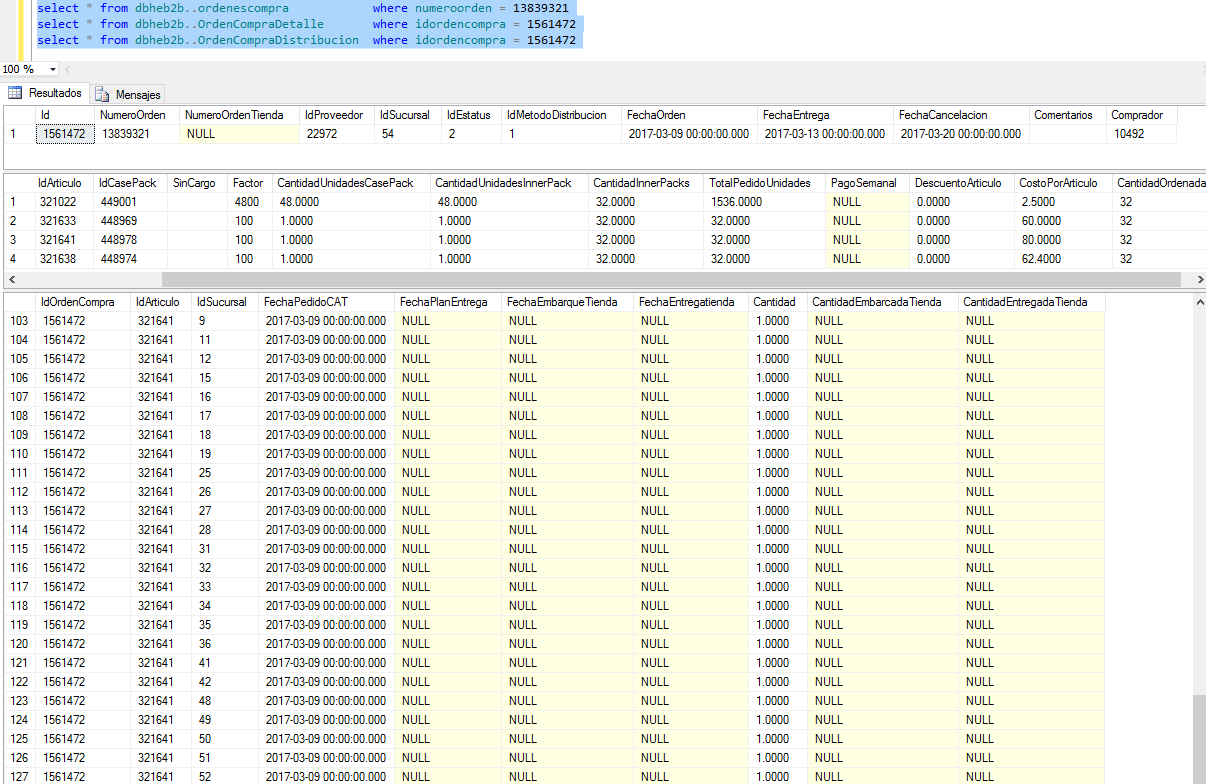 select * from dbheb2b..ordenescompra where numeroorden = 13839321
select * from dbheb2b..OrdenCompraDetalle where idordencompra = 1561472
select * from dbheb2b..OrdenCompraDistribucion where idordencompra = 1561472
100 %
Resultados Mensajes
Id NumeroOrden NumeroOrdenTienda IdProveedor IdSucursal IdEstatus IdMetodoDistribucion FechaOrden FechaEntrega FechaCancelacion Comentarios Comprador
1 1561472 13839321 NULL 22972 54 2 1 2017-03-09 00:00:00.000 2017-03-13 00:00:00.000 2017-03-20 00:00:00.000 10492
IdArticulo IdCasePack SinCargo Factor CantidadUnidadesCasePack CantidadUnidadesInnerPack CantidadInnerPacks TotalPedidoUnidades PagoSemanal DescuentoArticulo CostoPorArticulo CantidadOrdenada
1 321022 449001 4800 48.0000 48.0000 32.0000 1536.0000 NULL 0.0000 2.5000 32
2 321633 448969 100 1.0000 1.0000 32.0000 32.0000 NULL 0.0000 60.0000 32
3 321641 448978 100 1.0000 1.0000 32.0000 32.0000 NULL 0.0000 80.0000 32
4 321638 448974 100 1.0000 1.0000 32.0000 32.0000 NULL 0.0000 62.4000 32
IdOrdenCompra IdArticulo IdSucursal FechaPedidoCAT FechaPlanEntrega FechaEmbarqueTienda FechaEntregatienda Cantidad CantidadEmbarcadaTienda CantidadEntregadaTienda
103 1561472 321641 9 2017-03-09 00:00:00.000 NULL NULL NULL 1.0000 NULL NULL
104 1561472 321641 11 2017-03-09 00:00:00.000 NULL NULL NULL 1.0000 NULL NULL
105 1561472 321641 12 2017-03-09 00:00:00.000 NULL NULL NULL 1.0000 NULL NULL
106 1561472 321641 15 2017-03-09 00:00:00.000 NULL NULL NULL 1.0000 NULL NULL
107 1561472 321641 16 2017-03-09 00:00:00.000 NULL NULL NULL 1.0000 NULL NULL
108 1561472 321641 17 2017-03-09 00:00:00.000 NULL NULL NULL 1.0000 NULL NULL
109 1561472 321641 18 2017-03-09 00:00:00.000 NULL NULL NULL 1.0000 NULL NULL
110 1561472 321641 19 2017-03-09 00:00:00.000 NULL NULL NULL 1.0000 NULL NULL
111 1561472 321641 25 2017-03-09 00:00:00.000 NULL NULL NULL 1.0000 NULL NULL
112 1561472 321641 26 2017-03-09 00:00:00.000 NULL NULL NULL 1.0000 NULL NULL
113 1561472 321641 27 2017-03-09 00:00:00.000 NULL NULL NULL 1.0000 NULL NULL
114 1561472 321641 28 2017-03-09 00:00:00.000 NULL NULL NULL 1.0000 NULL NULL
115 1561472 321641 31 2017-03-09 00:00:00.000 NULL NULL NULL 1.0000 NULL NULL
116 1561472 321641 32 2017-03-09 00:00:00.000 NULL NULL NULL 1.0000 NULL NULL
117 1561472 321641 33 2017-03-09 00:00:00.000 NULL NULL NULL 1.0000 NULL NULL
118 1561472 321641 34 2017-03-09 00:00:00.000 NULL NULL NULL 1.0000 NULL NULL
119 1561472 321641 35 2017-03-09 00:00:00.000 NULL NULL NULL 1.0000 NULL NULL
120 1561472 321641 36 2017-03-09 00:00:00.000 NULL NULL NULL 1.0000 NULL NULL
121 1561472 321641 41 2017-03-09 00:00:00.000 NULL NULL NULL 1.0000 NULL NULL
122 1561472 321641 42 2017-03-09 00:00:00.000 NULL NULL NULL 1.0000 NULL NULL
123 1561472 321641 48 2017-03-09 00:00:00.000 NULL NULL NULL 1.0000 NULL NULL
124 1561472 321641 49 2017-03-09 00:00:00.000 NULL NULL NULL 1.0000 NULL NULL
125 1561472 321641 50 2017-03-09 00:00:00.000 NULL NULL NULL 1.0000 NULL NULL
126 1561472 321641 51 2017-03-09 00:00:00.000 NULL NULL NULL 1.0000 NULL NULL
127 1561472 321641 52 2017-03-09 00:00:00.000 NULL NULL NULL 1.0000 NULL NULL